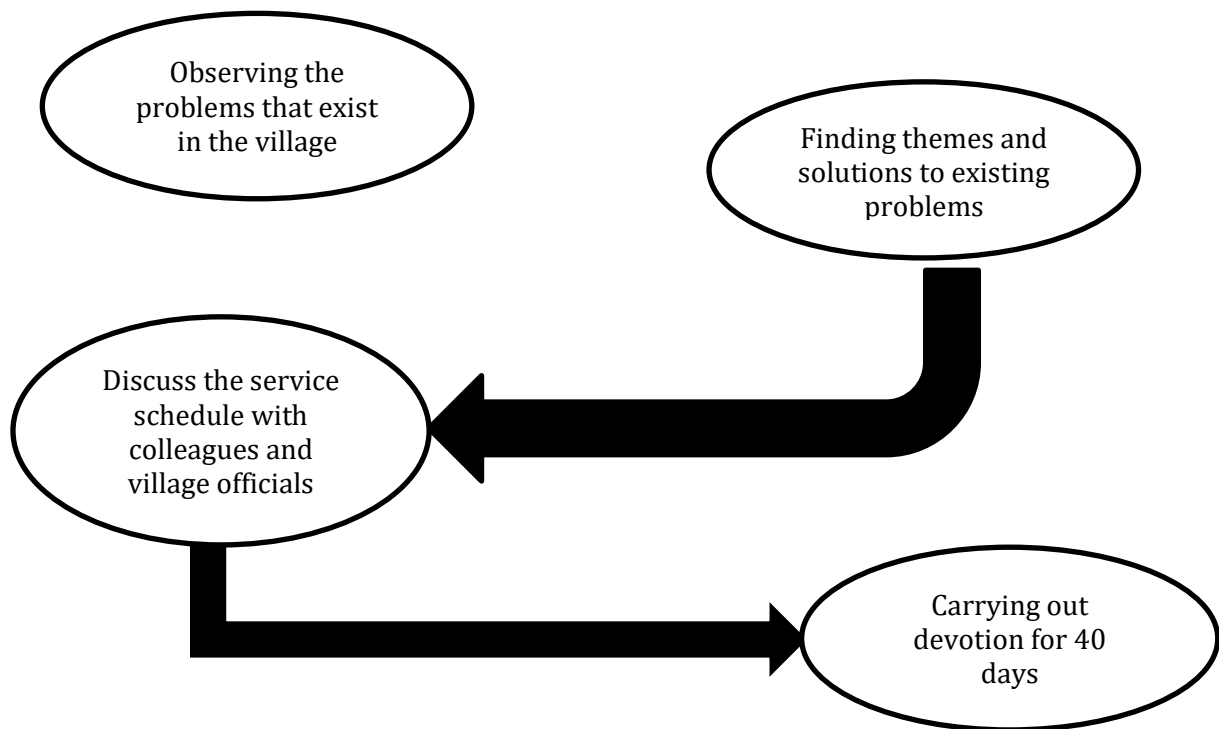 Observing the
problems that exist
in the village
Finding themes and
solutions to existing
problems
Discuss the service
schedule with
colleagues and
village officials
Carrying out
devotion for 40
days